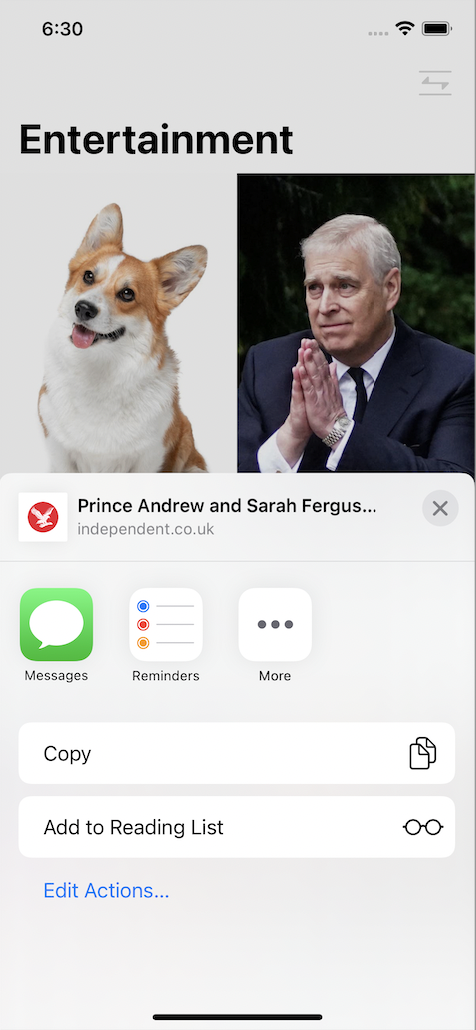 6:30
Entertainment
Prince Andrew and Sarah Fergus...
independent.co.uk
Messages
Reminders
More
Copy
Add to Reading List
Edit Actions...